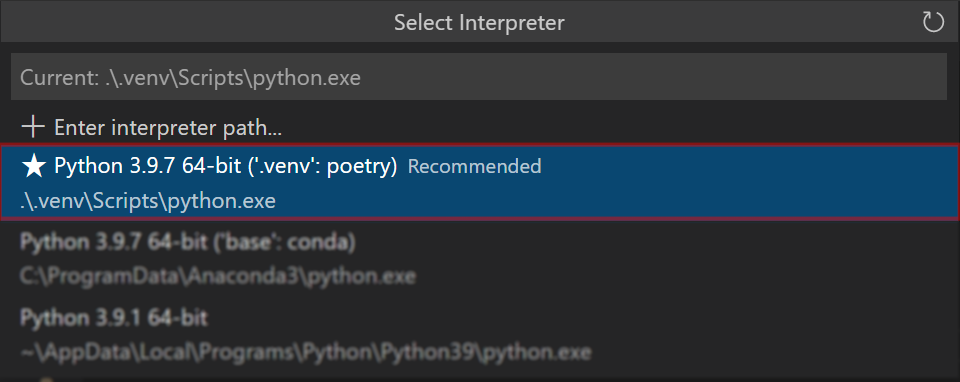 Select Interpreter
Current: .\.venv\Scripts\python.exe
Enter interpreter path...
Python 3.9.7 64-bit ('.venv': poetry) Recommended
.\.venv\Scripts\python.exe
Python 3.9.7 64-bit ('base': conda)
C:\ProgramData\Anaconda3\python.exe
Python 3.9.1 64-bit
~\AppData\Local\Programs\Python\Python39\python.exe